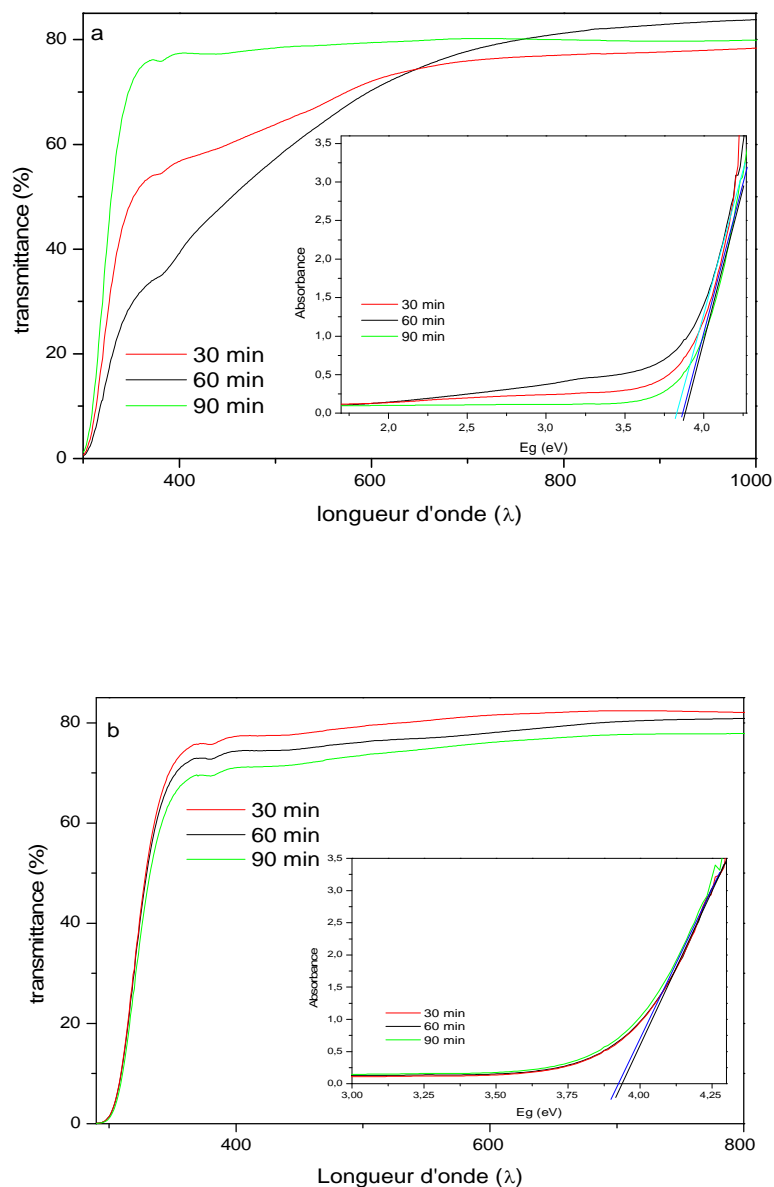 a
80
60
40
20
0
transmittance (%)
30 min
60 min
90 min
400
600
800
1000
longueur d'onde (λ)
3,5
3,0
2,5
2,0
1,5
1,0
0,5
0,0
Absorbance
30 min
60 min
90 min
2,0
2,5
3,0
3,5
4,0
Eg (eV)
b
80
60
40
20
0
transmittance (%)
30 min
60 min
90 min
400
600
800
Longueur d'onde (λ)
3,5
3,0
2,5
2,0
1,5
1,0
0,5
0,0
Absorbance
30 min
60 min
90 min
3,00
3,25
3,50
3,75
4,00
4,25
Eg (eV)